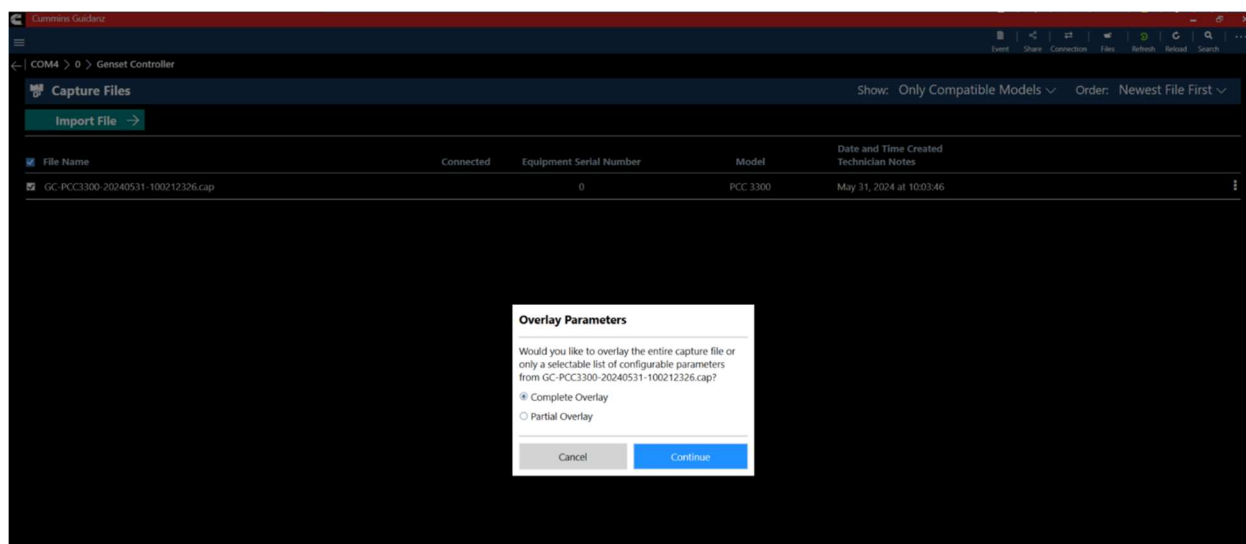 Cummins Guidanz
Event Share Connection Files Refresh Reload Search
COM4 > 0 > Genset Controller
Capture Files
Show: Only Compatible Models Order: Newest File First
Import File
File Name Connected Equipment Serial Number Model Date and Time Created
Technician Notes
GC-PCC3300-20240531-100212326.cap 0 PCC 3300 May 31, 2024 at 10:03:46
Overlay Parameters
Would you like to overlay the entire capture file or
only a selectable list of configurable parameters
from GC-PCC3300-20240531-100212326.cap?
Complete Overlay
Partial Overlay
Cancel Continue